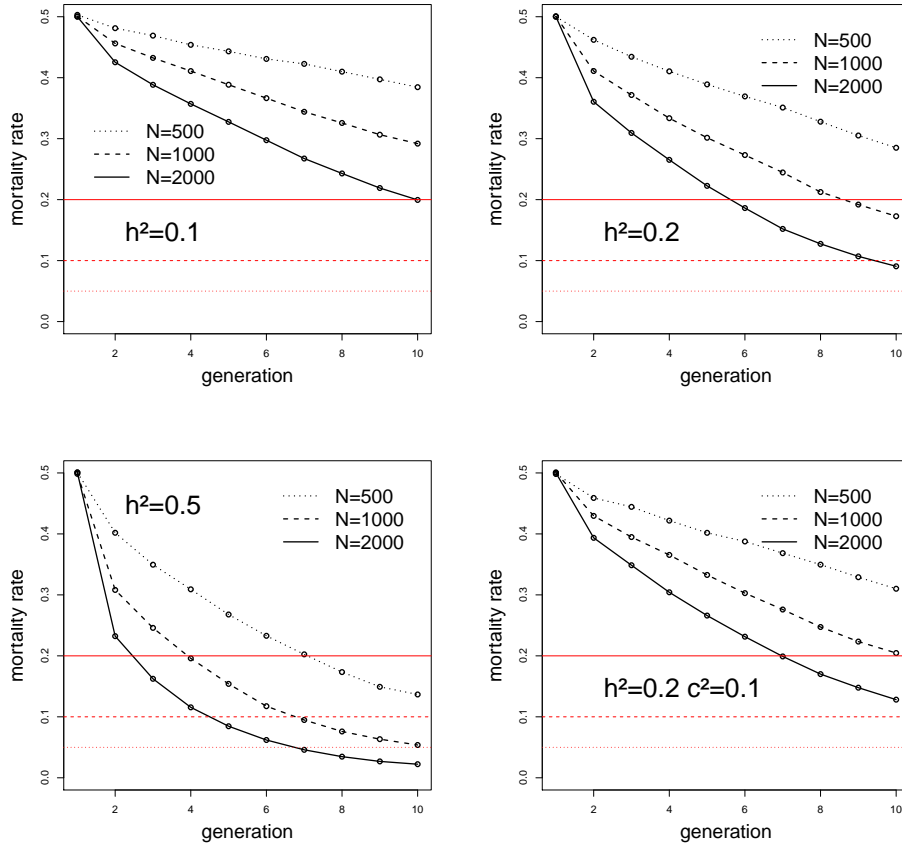 mortality rate
0.5
0.4
0.3
0.2
0.1
0.0
N=500
N=1000
N=2000
h²=0.1
2
4
6
8
10
generation
mortality rate
0.5
0.4
0.3
0.2
0.1
0.0
N=500
N=1000
N=2000
h²=0.2
2
4
6
8
10
generation
mortality rate
0.5
0.4
0.3
0.2
0.1
0.0
h²=0.5
N=500
N=1000
N=2000
2
4
6
8
10
generation
mortality rate
0.5
0.4
0.3
0.2
0.1
0.0
N=500
N=1000
N=2000
h²=0.2 c²=0.1
2
4
6
8
10
generation